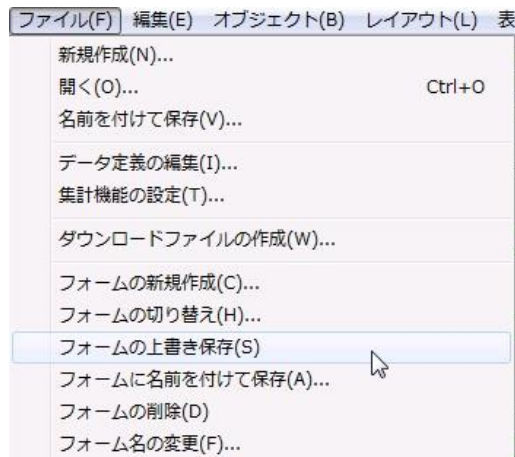 ファイル(F) 編集(E) オブジェクト(B) レイアウト(L) 表
新規作成(N)...
開く(O)... Ctrl+O
名前を付けて保存(V)...
データ定義の編集(I)...
集計機能の設定(T)...
ダウンロードファイルの作成(W)...
フォームの新規作成(C)...
フォームの切り替え(H)...
フォームの上書き保存(S)
フォームに名前を付けて保存(A)...
フォームの削除(D)
フォーム名の変更(F)...